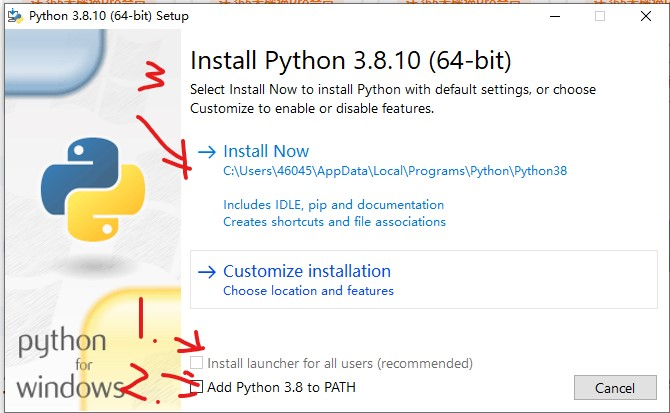 Python 3.8.10 (64-bit) Setup
Install Python 3.8.10 (64-bit)
Select Install Now to install Python with default settings, or choose
Customize to enable or disable features.
3
Install Now
C:\Users\46045\AppData\Local\Programs\Python\Python38
Includes IDLE, pip and documentation
Creates shortcuts and file associations
Customize installation
Choose location and features
1.
Install launcher for all users (recommended)
2.
Add Python 3.8 to PATH
Cancel
python
for
windows